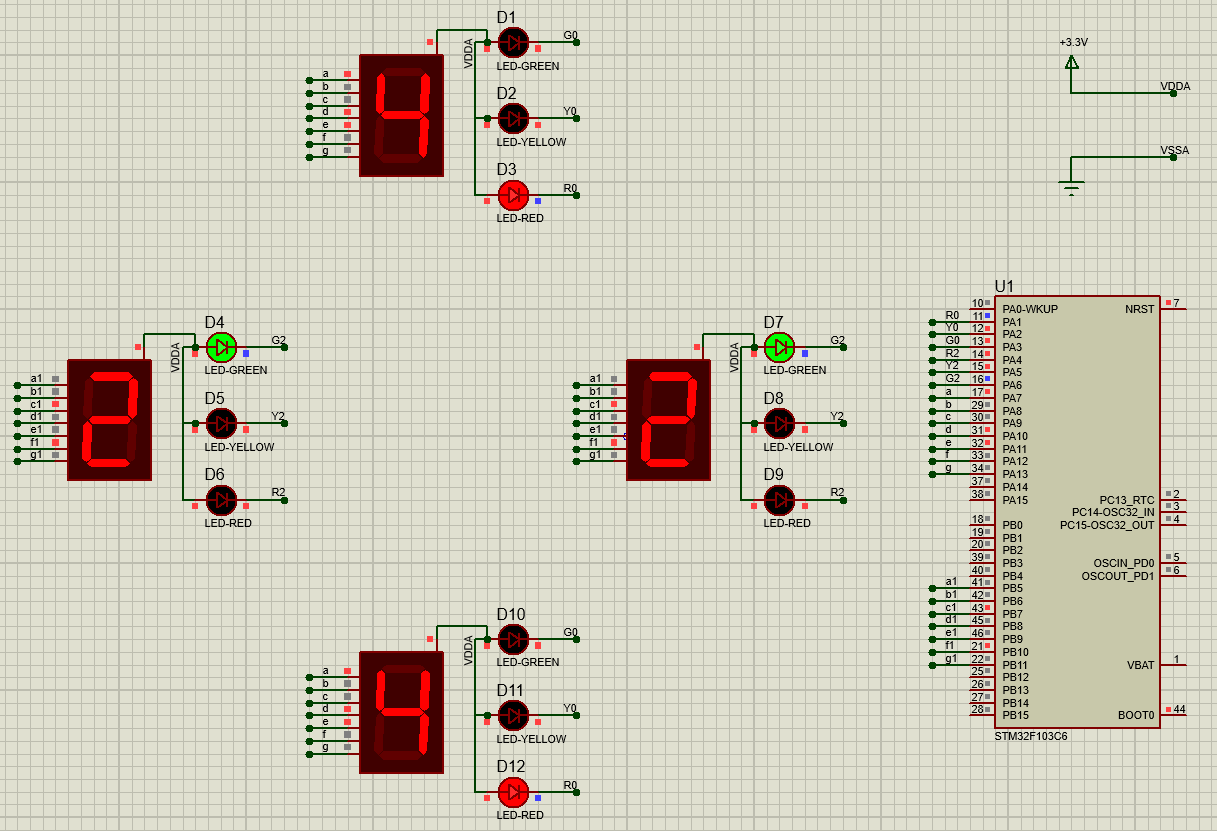 D1
G0
VDDA
LED-GREEN
a
b
c
d
e
f
g
D2
Y0
LED-YELLOW
D3
R0
LED-RED
+3.3V
VDDA
VSSA
D4
G2
VDDA
LED-GREEN
a1
b1
c1
d1
e1
f1
g1
D5
Y2
LED-YELLOW
D6
R2
LED-RED
D7
G2
VDDA
LED-GREEN
a1
b1
c1
d1
e1
f1
g1
D8
Y2
LED-YELLOW
D9
R2
LED-RED
D10
G0
VDDA
LED-GREEN
a
b
c
d
e
f
g
D11
Y0
LED-YELLOW
D12
R0
LED-RED
U1
10 PA0-WKUP NRST 7
R0 11 PA1
Y0 12 PA2
G0 13 PA3
R2 14 PA4
Y2 15 PA5
G2 16 PA6
a 17 PA7
b 29 PA8
c 30 PA9
d 31 PA10
e 32 PA11
f 33 PA12
g 34 PA13
37 PA14
38 PA15 PC13_RTC 2
PC14-OSC32_IN 3
18 PB0 PC15-OSC32_OUT 4
19 PB1
20 PB2
39 PB3 OSCIN_PD0 5
40 PB4 OSCOUT_PD1 6
a1 41 PB5
b1 42 PB6
c1 43 PB7
d1 45 PB8
e1 46 PB9
f1 21 PB10
g1 22 PB11 VBAT 1
25 PB12
26 PB13
27 PB14
28 PB15 BOOT0 44
STM32F103C6
4
2
2
4